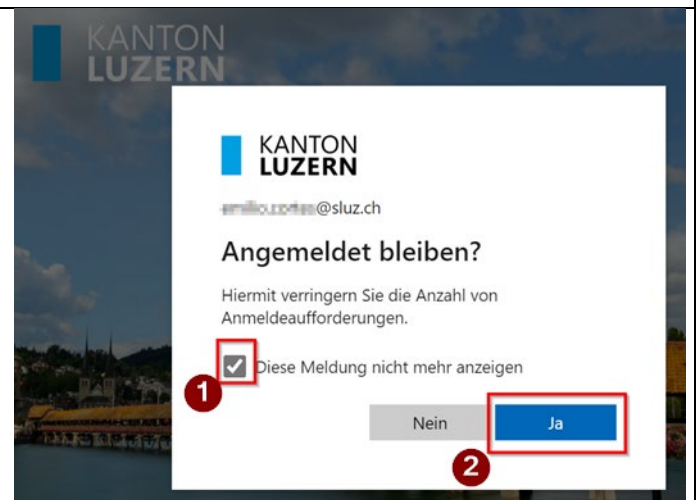 KANTON
LUZERN
KANTON
LUZERN
@sluz.ch
Angemeldet bleiben?
Hiermit verringern Sie die Anzahl von
Anmeldeaufforderungen.
Diese Meldung nicht mehr anzeigen
1
Nein
Ja
2